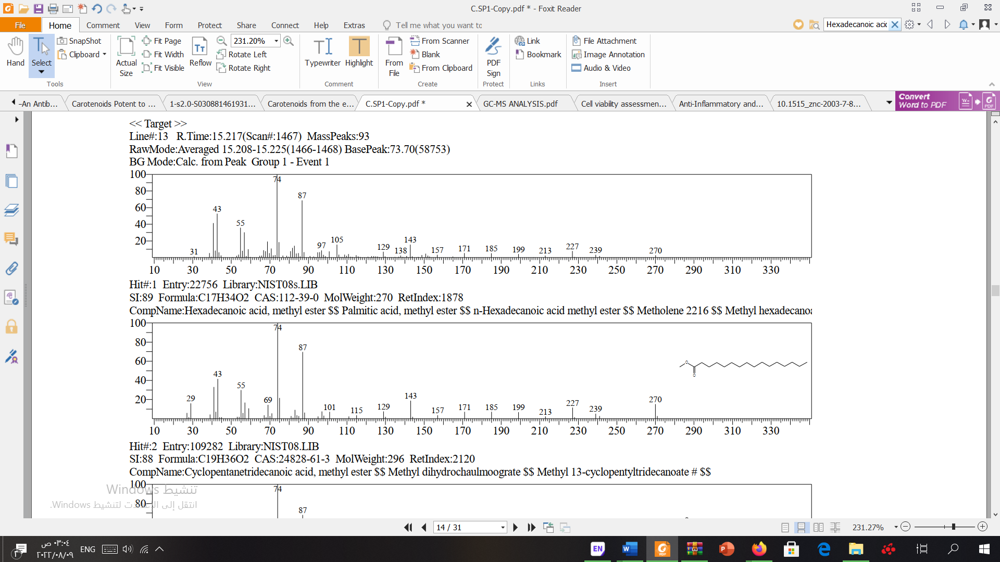 C.SP1-Copy.pdf * - Foxit Reader
File Home Comment View Form Protect Share Connect Help Extras Tell me what you want to
Hexadecanoic acid
Hand
Select
SnapShot
Clipboard
Tools
Actual Size
Fit Page
Fit Width
Fit Visible
Reflow
231.20%
Rotate Left
Rotate Right
View
Typewriter
Highlight
Comment
From File
From Scanner
Blank
From Clipboard
Create
PDF Sign
Protect
Link
Bookmark
Links
File Attachment
Image Annotation
Audio & Video
Insert
–An Antib... Carotenoids Potent to ... 1-s2.0-S030881461931... Carotenoids from the e... C.SP1-Copy.pdf * GC-MS ANALYSIS.pdf Cell viability assessmen... Anti-Inflammatory and... 10.1515_znc-2003-7-8...
Convert
Word to PDF
<< Target >>
Line#:13 R.Time:15.217(Scan#:1467) MassPeaks:93
RawMode:Averaged 15.208-15.225(1466-1468) BasePeak:73.70(58753)
BG Mode:Calc. from Peak Group 1 - Event 1
100
80
60
40
20
31 43 55 74 87 97 105 129 138 143 157 171 185 199 213 227 239 270
10 30 50 70 90 110 130 150 170 190 210 230 250 270 290 310 330
Hit#:1 Entry:22756 Library:NIST08s.LIB
SI:89 Formula:C17H34O2 CAS:112-39-0 MolWeight:270 RetIndex:1878
CompName:Hexadecanoic acid, methyl ester $$ Palmitic acid, methyl ester $$ n-Hexadecanoic acid methyl ester $$ Metholene 2216 $$ Methyl hexadecanoa
100
80
60
40
20
29 43 55 69 74 87 101 115 129 143 157 171 185 199 213 227 239 270
O
O
10 30 50 70 90 110 130 150 170 190 210 230 250 270 290 310 330
Hit#:2 Entry:109282 Library:NIST08.LIB
SI:88 Formula:C19H36O2 CAS:24828-61-3 MolWeight:296 RetIndex:2120
CompName:Cyclopentanetridecanoic acid, methyl ester $$ Methyl dihydrochaulmoograte $$ Methyl 13-cyclopentyltridecanoate # $$
100
80
74
87
تنشيط Windows
انتقل إلى الإعدادات لتنشيط Windows.
14 / 31
231.27%
٠٣:٠٤ ص
٢٠٢٢/٠٨/٠٩
ENG
EN